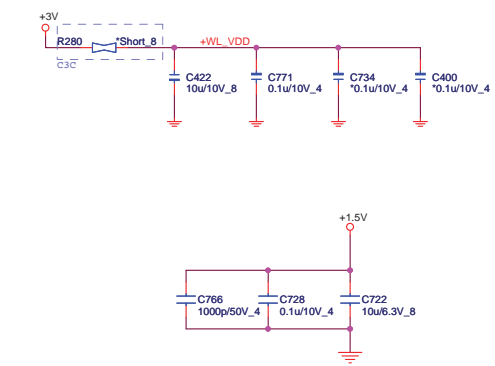 +3V
R280 *Short_8
+WL_VDD
C3C
C422
10u/10V_8
C771
0.1u/10V_4
C734
*0.1u/10V_4
C400
*0.1u/10V_4
+1.5V
C766
1000p/50V_4
C728
0.1u/10V_4
C722
10u/6.3V_8